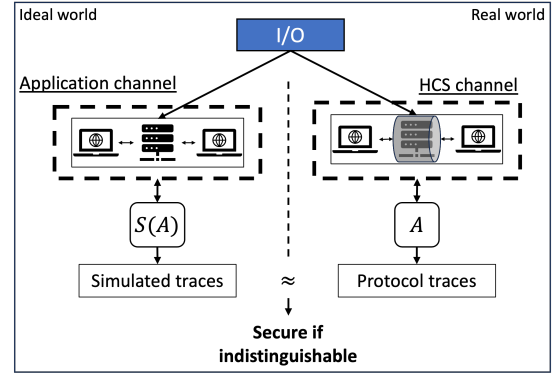 Ideal world
Real world
I/O
Application channel
HCS channel
S(A)
A
Simulated traces
≈
Protocol traces
Secure if
indistinguishable